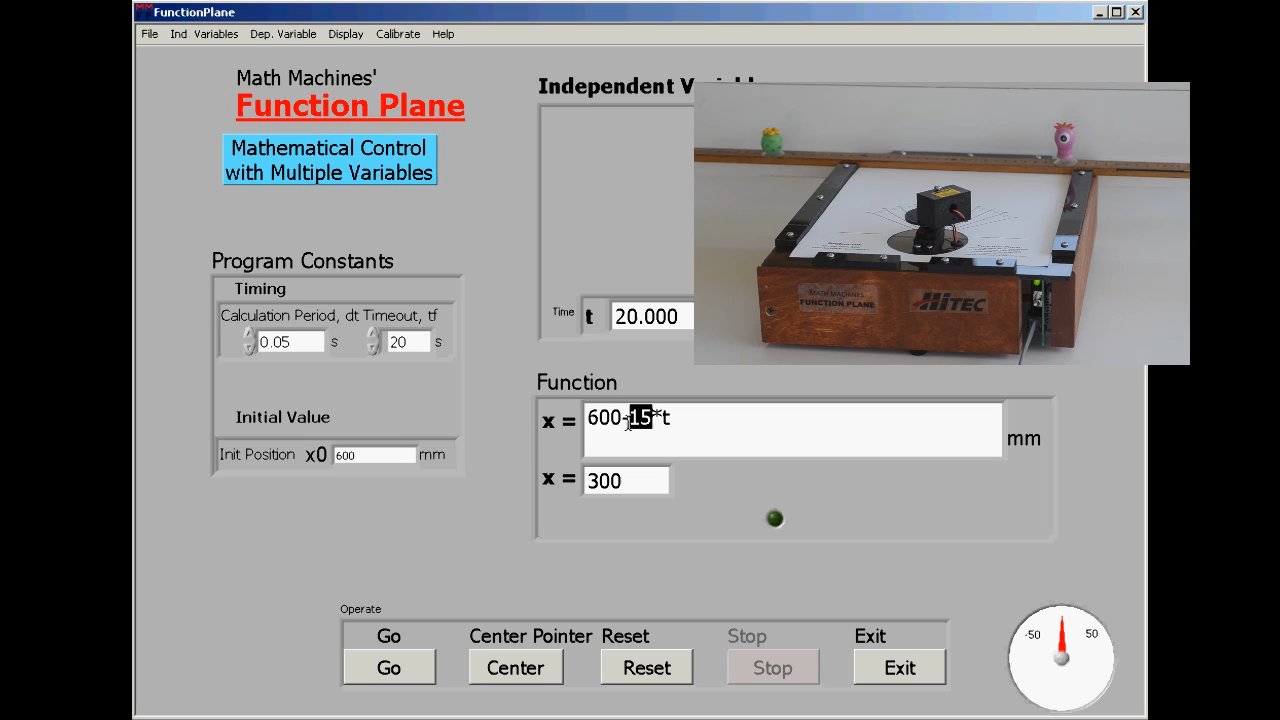 FunctionPlane
File Ind. Variables Dep. Variable Display Calibrate Help
Math Machines'
Function Plane
Mathematical Control
with Multiple Variables
Independent
Program Constants
Timing
Calculation Period, dt Timeout, tf
0.05 s 20 s
Initial Value
Init Position x0 600 mm
Time t 20.000
MATH MACHINES
FUNCTION PLANE
HiTEC
Function
x = 600-15*t mm
x = 300
Operate
Go Center Pointer Reset Stop Exit
Go Center Reset Stop Exit
-50 50